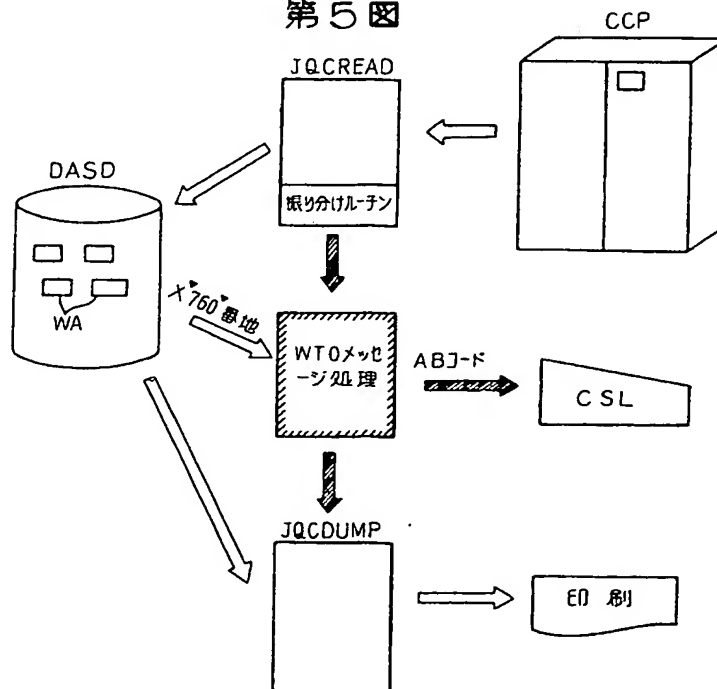 第5図
CCP
JQCREAD
振り分けルーチン
DASD
WA
X"760"番地
WTOメッセ
ージ処理
ABコード
CSL
JQCDUMP
印刷